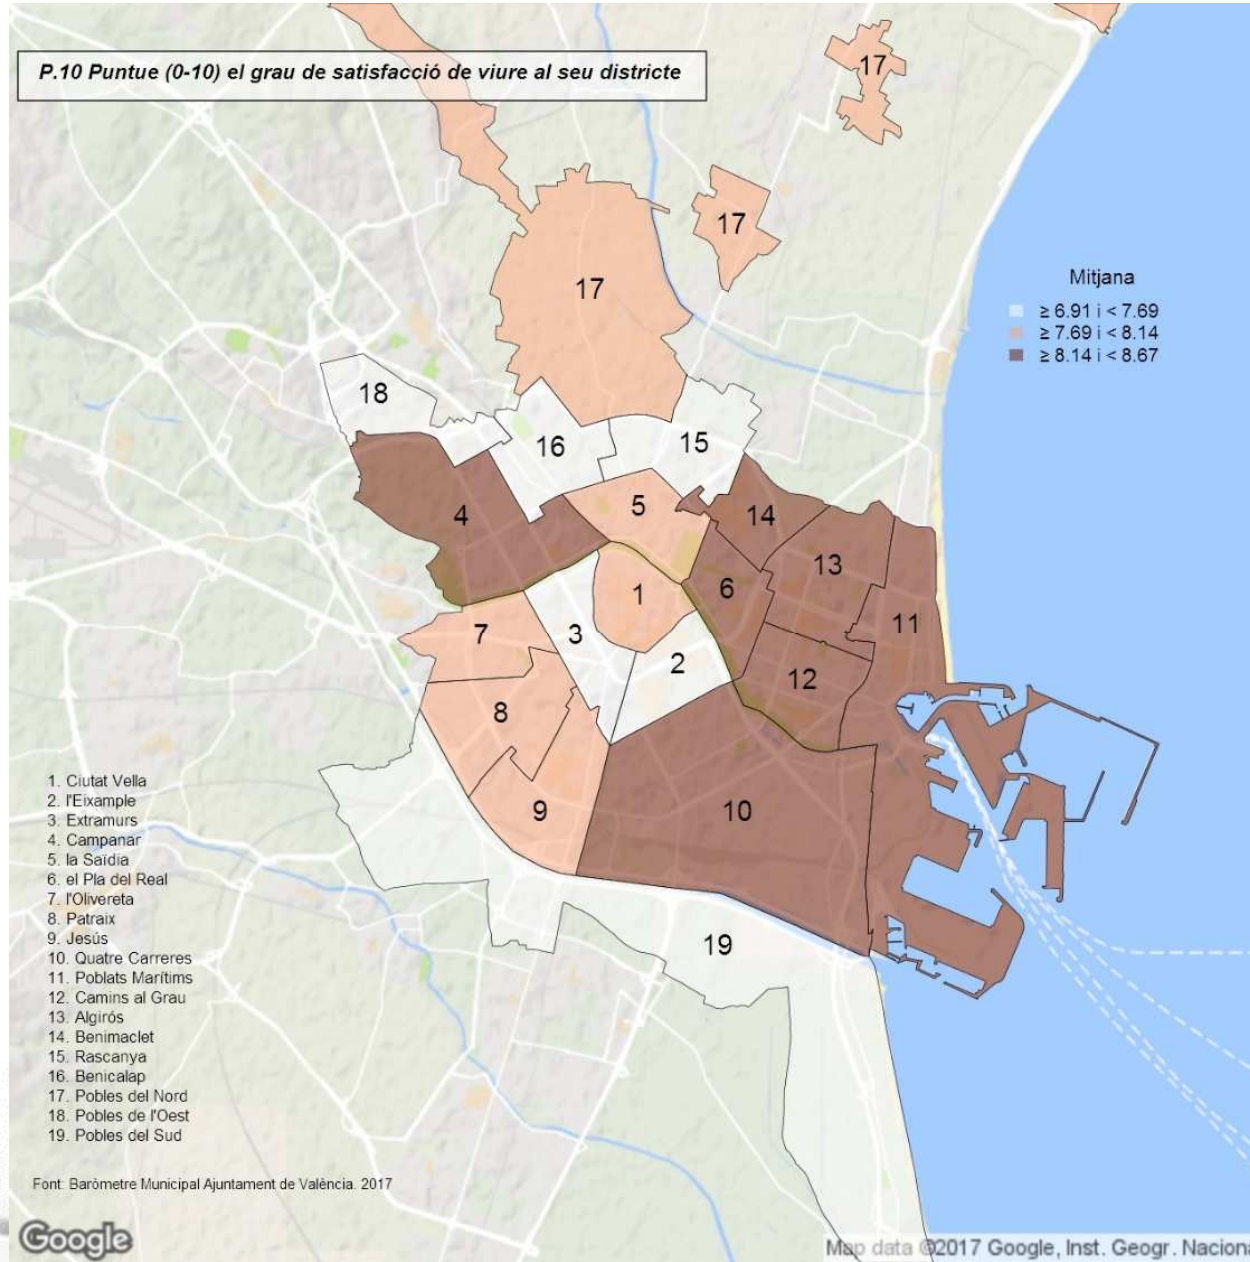 P.10 Puntue (0-10) el grau de satisfacció de viure al seu districte
17
17
17
Mitjana
≥ 6.91 i < 7.69
≥ 7.69 i < 8.14
≥ 8.14 i < 8.67
18
16
15
5
4
14
13
6
1
11
3
7
2
12
8
10
9
19
1. Ciutat Vella
2. l'Eixample
3. Extramurs
4. Campanar
5. la Saïdia
6. el Pla del Real
7. l'Olivereta
8. Patraix
9. Jesús
10. Quatre Carreres
11. Poblats Marítims
12. Camins al Grau
13. Algirós
14. Benimaclet
15. Rascanya
16. Benicalap
17. Pobles del Nord
18. Pobles de l'Oest
19. Pobles del Sud
Font: Baròmetre Municipal Ajuntament de València. 2017
Google
Map data ©2017 Google, Inst. Geogr. Naciona